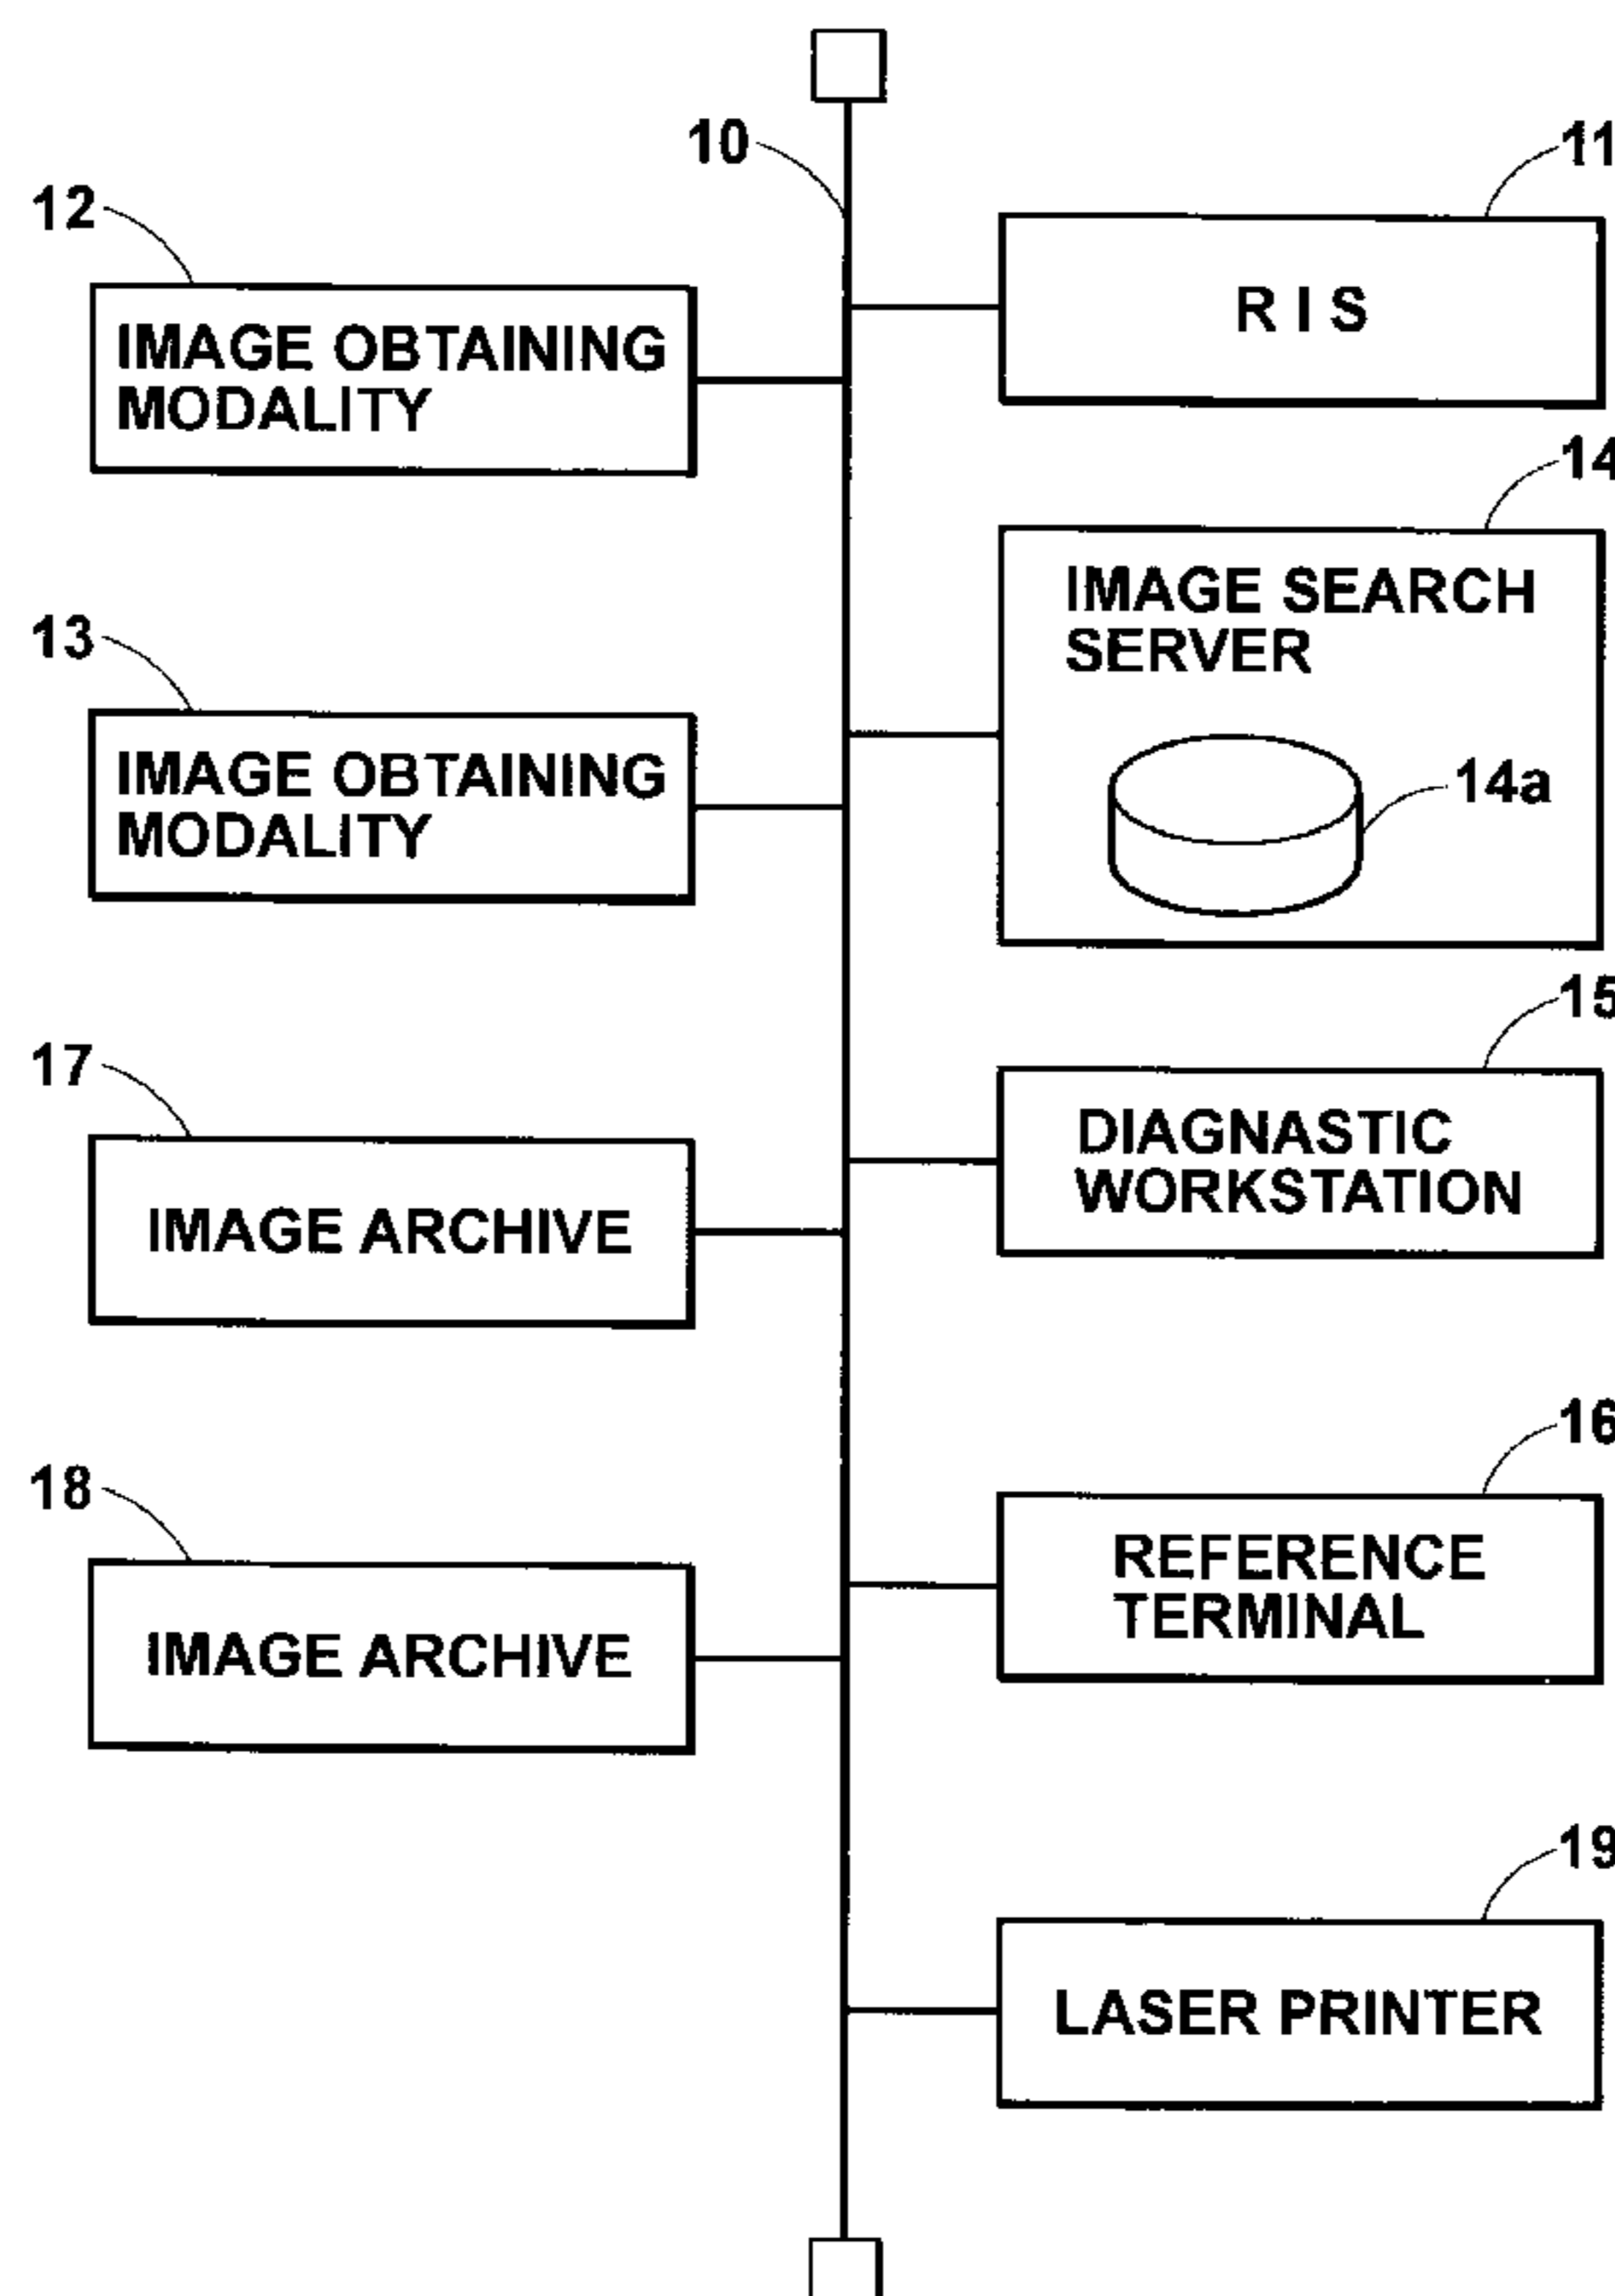 10
11
12
R I S
IMAGE OBTAINING
MODALITY
14
IMAGE SEARCH
SERVER
13
14a
IMAGE OBTAINING
MODALITY
15
17
DIAGNASTIC
WORKSTATION
IMAGE ARCHIVE
16
18
REFERENCE
TERMINAL
IMAGE ARCHIVE
19
LASER PRINTER